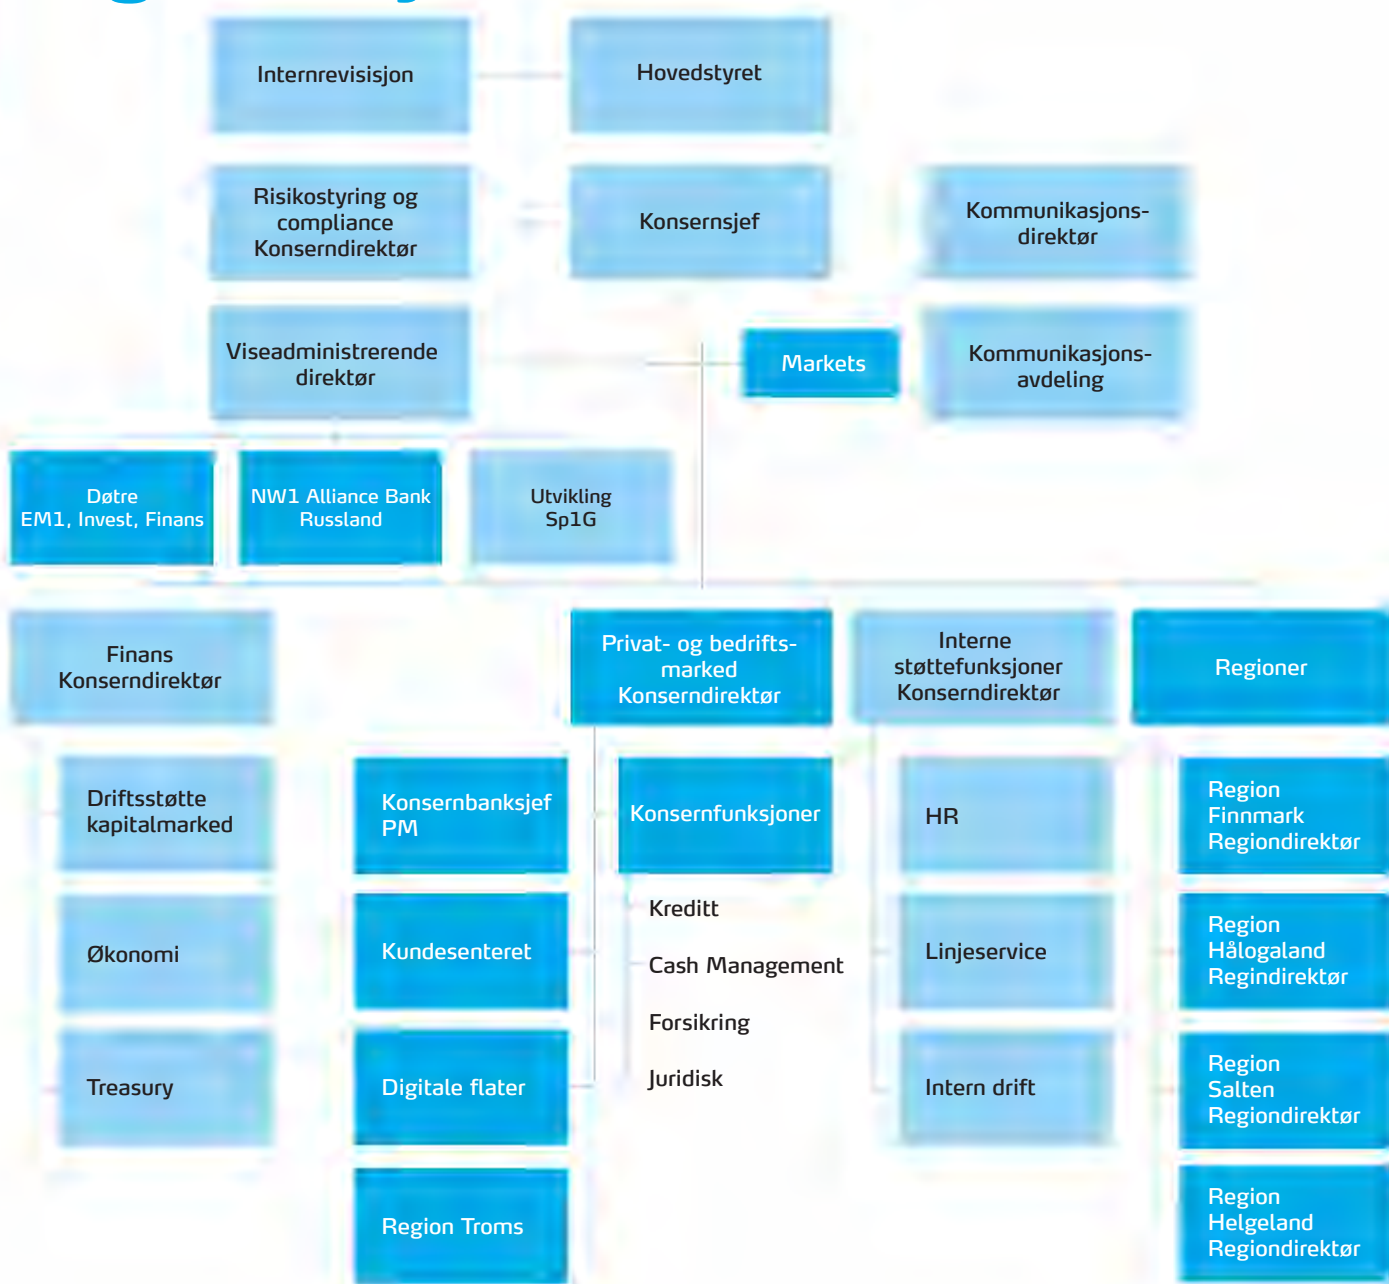 Internrevisisjon
Hovedstyret
Risikostyring og
compliance
Konserndirektør
Konsernsjef
Kommunikasjons-
direktør
Viseadministrerende
direktør
Markets
Kommunikasjons-
avdeling
Døtre
EM1, Invest, Finans
NW1 Alliance Bank
Russland
Utvikling
Sp1G
Finans
Konserndirektør
Privat- og bedrifts-
marked
Konserndirektør
Interne
støttefunksjoner
Konserndirektør
Regioner
Driftsstøtte
kapitalmarked
Økonomi
Treasury
Konsernbanksjef
PM
Kundesenteret
Digitale flater
Region Troms
Konsernfunksjoner
Kreditt
Cash Management
Forsikring
Juridisk
HR
Linjeservice
Intern drift
Region
Finnmark
Regiondirektør
Region
Hålogaland
Regindirektør
Region
Salten
Regiondirektør
Region
Helgeland
Regiondirektør